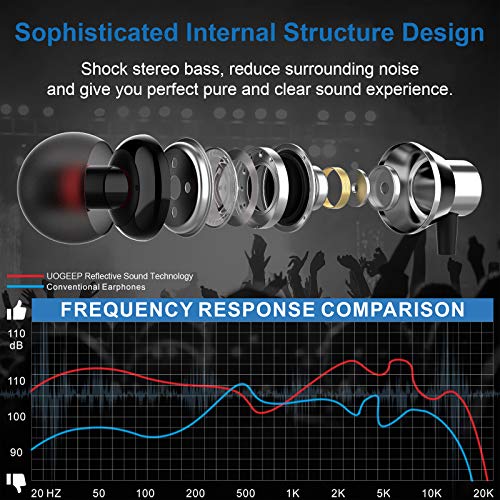 Sophisticated Internal Structure Design
Shock stereo bass, reduce surrounding noise
and give you perfect pure and clear sound experience.
UOGEEP Reflective Sound Technology
Conventional Earphones
FREQUENCY RESPONSE COMPARISON
110
dB
110
100
90
20 HZ 50 100 200 500 1K 2K 5K 10K 20K